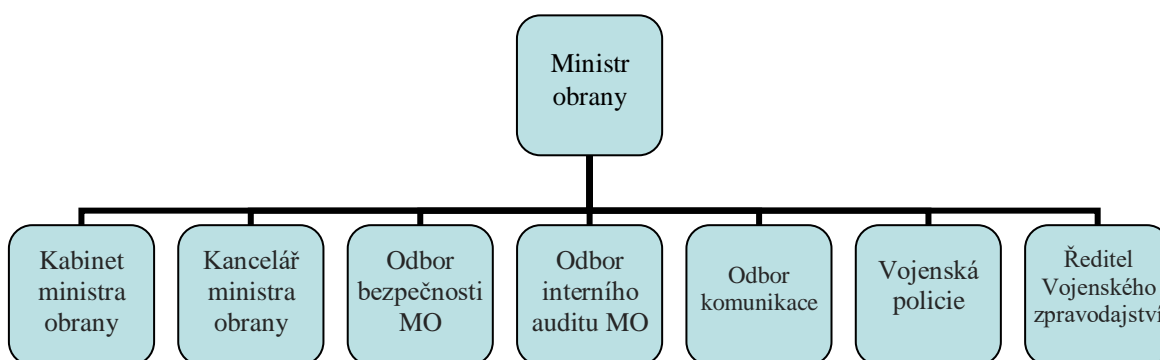 Ministr
obrany
Kabinet
ministra
obrany
Kancelář
ministra
obrany
Odbor
bezpečnosti
MO
Odbor
interního
auditu MO
Odbor
komunikace
Vojenská
policie
Ředitel
Vojenského
zpravodajství